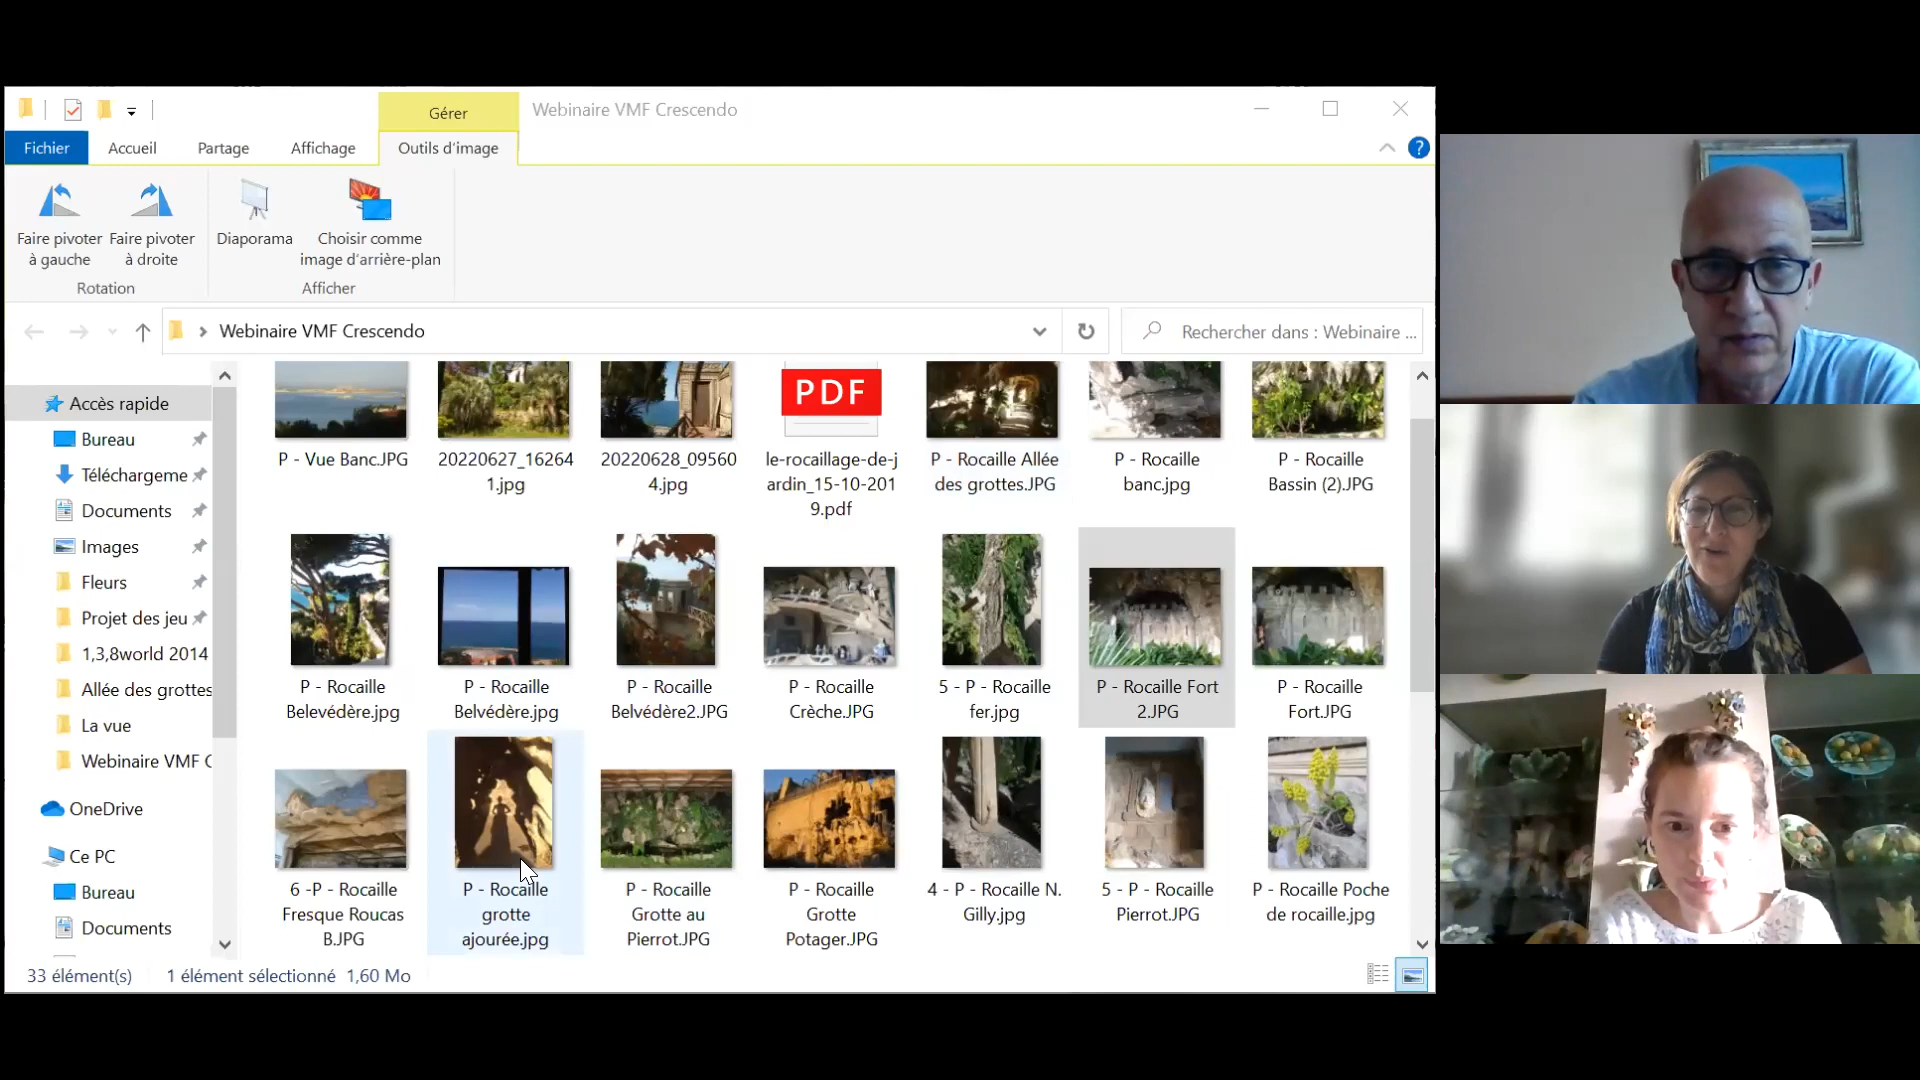 Gérer
Webinaire VMF Crescendo
Fichier
Accueil
Partage
Affichage
Outils d'image
Faire pivoter
à gauche
Faire pivoter
à droite
Diaporama
Choisir comme
image d'arrière-plan
Rotation
Afficher
Webinaire VMF Crescendo
Rechercher dans : Webinaire ...
Accès rapide
Bureau
Téléchargeme
Documents
Images
Fleurs
Projet des jeu
1,3,8world 2014
Allée des grottes
La vue
Webinaire VMF C
OneDrive
Ce PC
Bureau
Documents
P - Vue Banc.JPG
20220627_16264
1.jpg
20220628_09560
4.jpg
PDF
le-rocaillage-de-j
ardin_15-10-201
9.pdf
P - Rocaille Allée
des grottes.JPG
P - Rocaille
banc.jpg
P - Rocaille
Bassin (2).JPG
P - Rocaille
Belevédère.jpg
P - Rocaille
Belvédère.jpg
P - Rocaille
Belvédère2.JPG
P - Rocaille
Crèche.JPG
5 - P - Rocaille
fer.jpg
P - Rocaille Fort
2.JPG
P - Rocaille
Fort.JPG
6 -P - Rocaille
Fresque Roucas
B.JPG
P - Rocaille
grotte
ajourée.jpg
P - Rocaille
Grotte au
Pierrot.JPG
P - Rocaille
Grotte
Potager.JPG
4 - P - Rocaille N.
Gilly.jpg
5 - P - Rocaille
Pierrot.JPG
P - Rocaille Poche
de rocaille.jpg
33 élément(s)
1 élément sélectionné
1,60 Mo